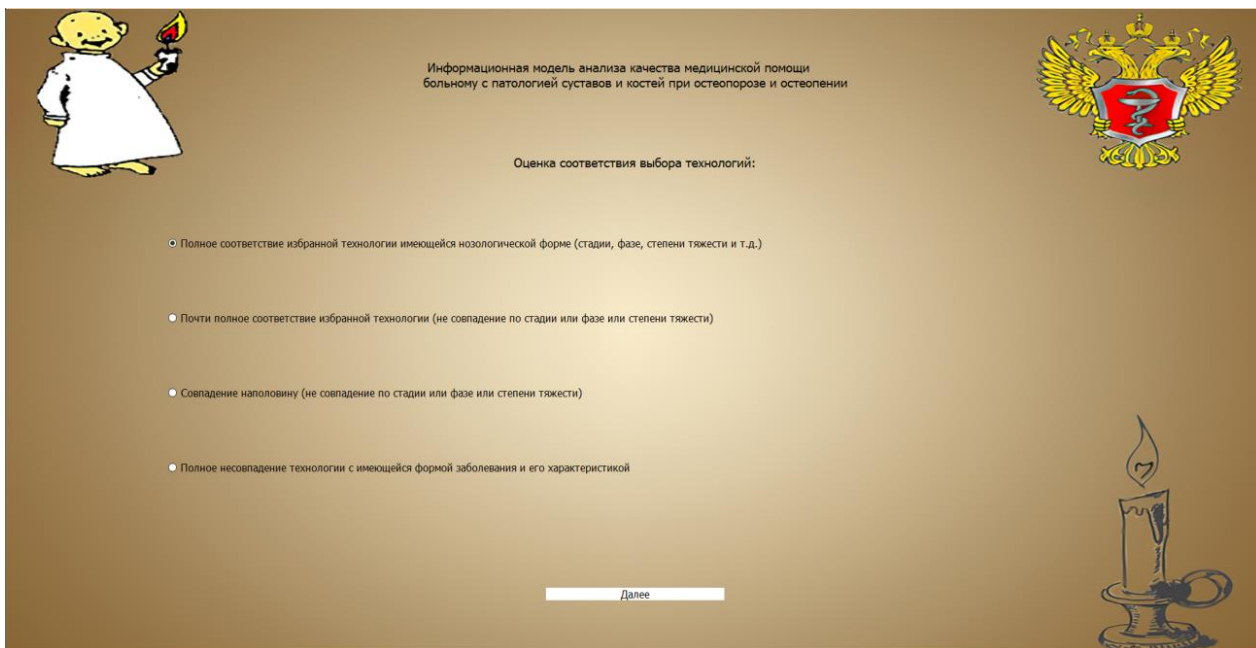 Информационная модель анализа качества медицинской помощи
больному с патологией суставов и костей при остеопорозе и остеопении
Оценка соответствия выбора технологий:
Полное соответствие избранной технологии имеющейся нозологической форме (стадии, фазе, степени тяжести и т.д.)
Почти полное соответствие избранной технологии (не совпадение по стадии или фазе или степени тяжести)
Совпадение наполовину (не совпадение по стадии или фазе или степени тяжести)
Полное несовпадение технологии с имеющейся формой заболевания и его характеристикой
Далее